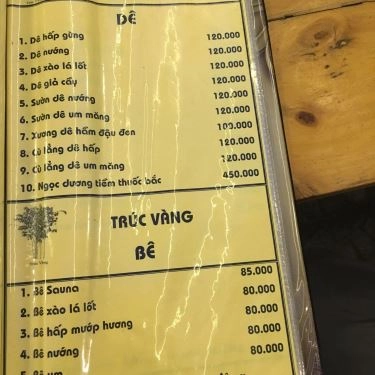 DÊ
1. Dê hấp gừng 120.000
2. Dê nướng 120.000
3. Dê xào lá lốt 120.000
4. Dê giả cầy 120.000
5. Sườn dê nướng 120.000
6. Sườn dê um măng 120.000
7. Xương dê hầm đậu đen 100.000
8. Cù lẳng dê hấp 120.000
9. Cù lẳng dê um măng 120.000
10. Ngọc dương tiềm thuốc bắc 450.000
TRÚC VÀNG
BÊ
1. Bê Sauna 85.000
2. Bê xào lá lốt 80.000
3. Bê hấp mướp hương 80.000
4. Bê nướng 80.000
5. Bê um 80.000